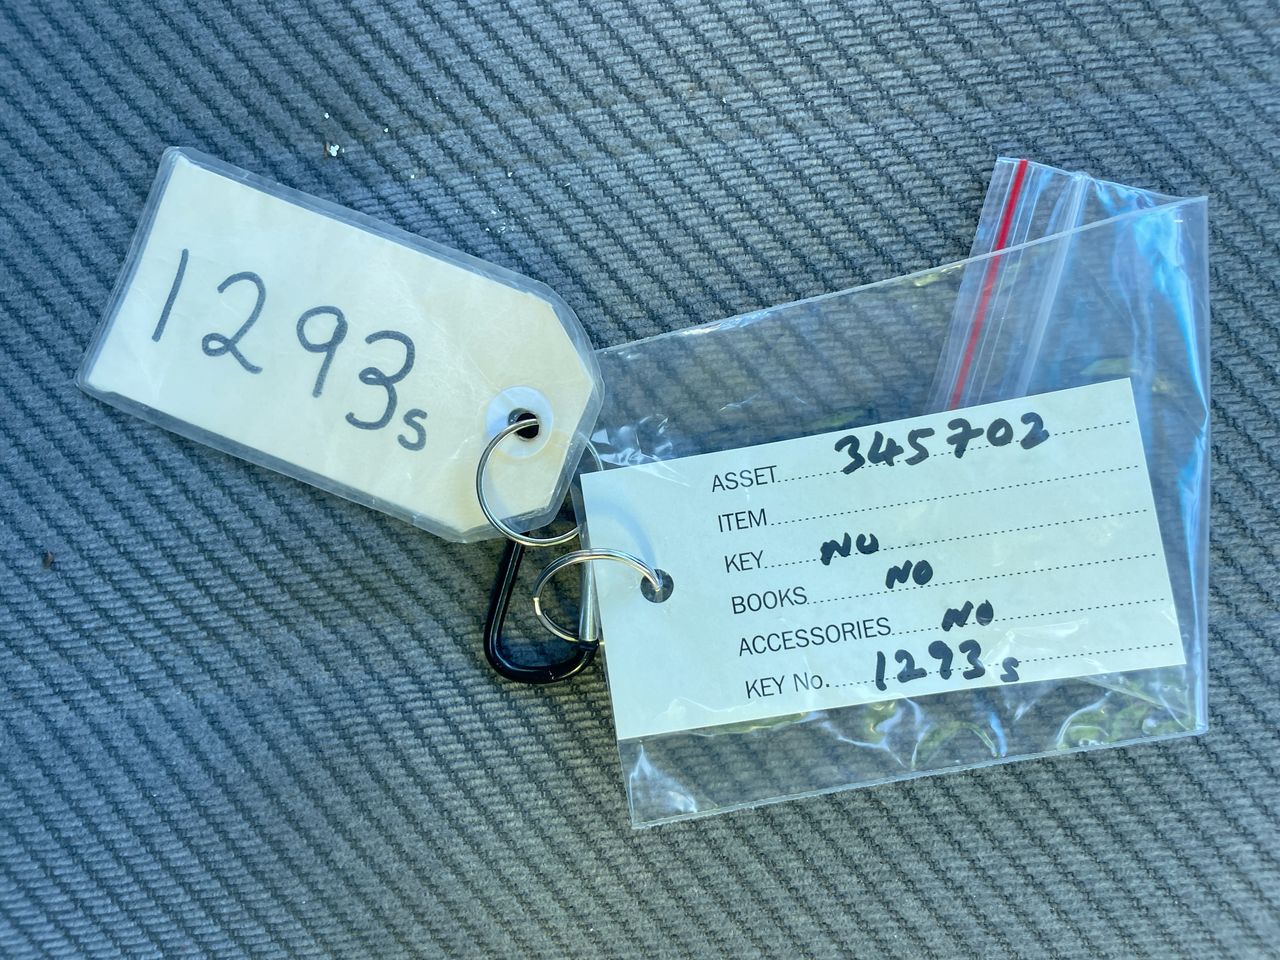 1293s
ASSET 345702
ITEM
KEY NO
BOOKS NO
ACCESSORIES NO
KEY No. 1293s